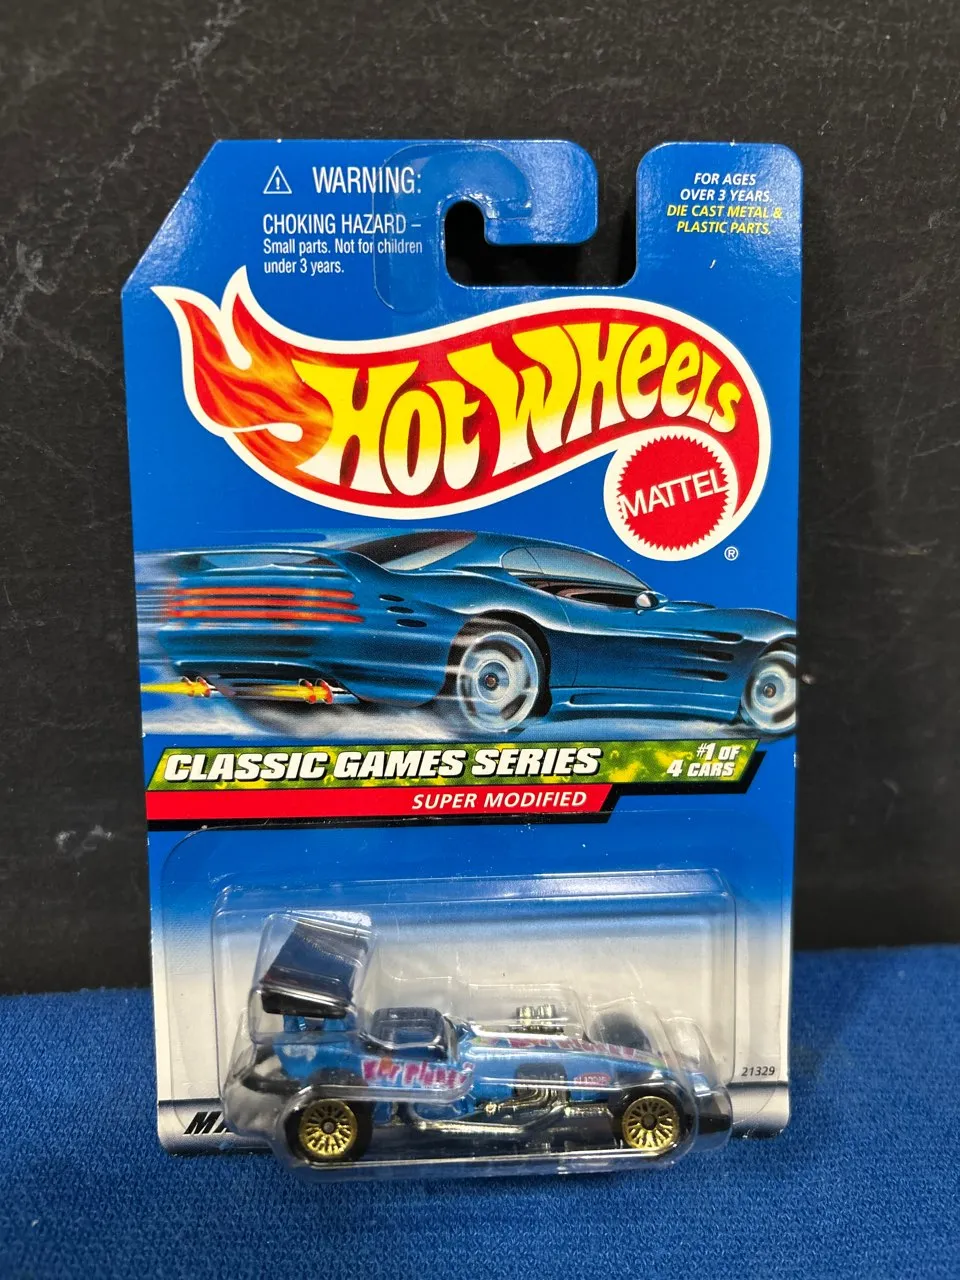 WARNING:
CHOKING HAZARD –
Small parts. Not for children
under 3 years.
FOR AGES
OVER 3 YEARS
DIE CAST METAL &
PLASTIC PARTS.
HOT WHEELS
MATTEL
®
CLASSIC GAMES SERIES
#1 OF
4 CARS
SUPER MODIFIED
21329